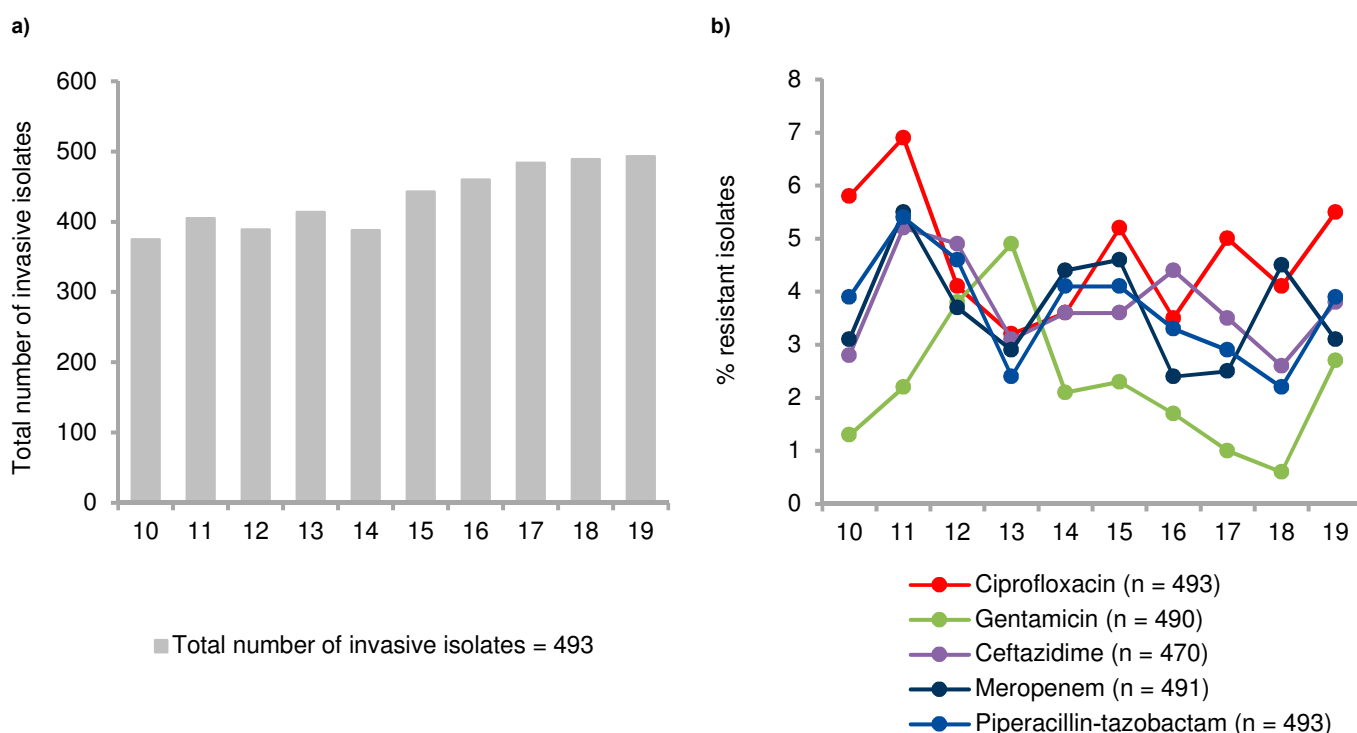 a)
Total number of invasive isolates
600
500
400
300
200
100
0
10 11 12 13 14 15 16 17 18 19
Total number of invasive isolates = 493
b)
% resistant isolates
8
7
6
5
4
3
2
1
0
10 11 12 13 14 15 16 17 18 19
Ciprofloxacin (n = 493)
Gentamicin (n = 490)
Ceftazidime (n = 470)
Meropenem (n = 491)
Piperacillin-tazobactam (n = 493)